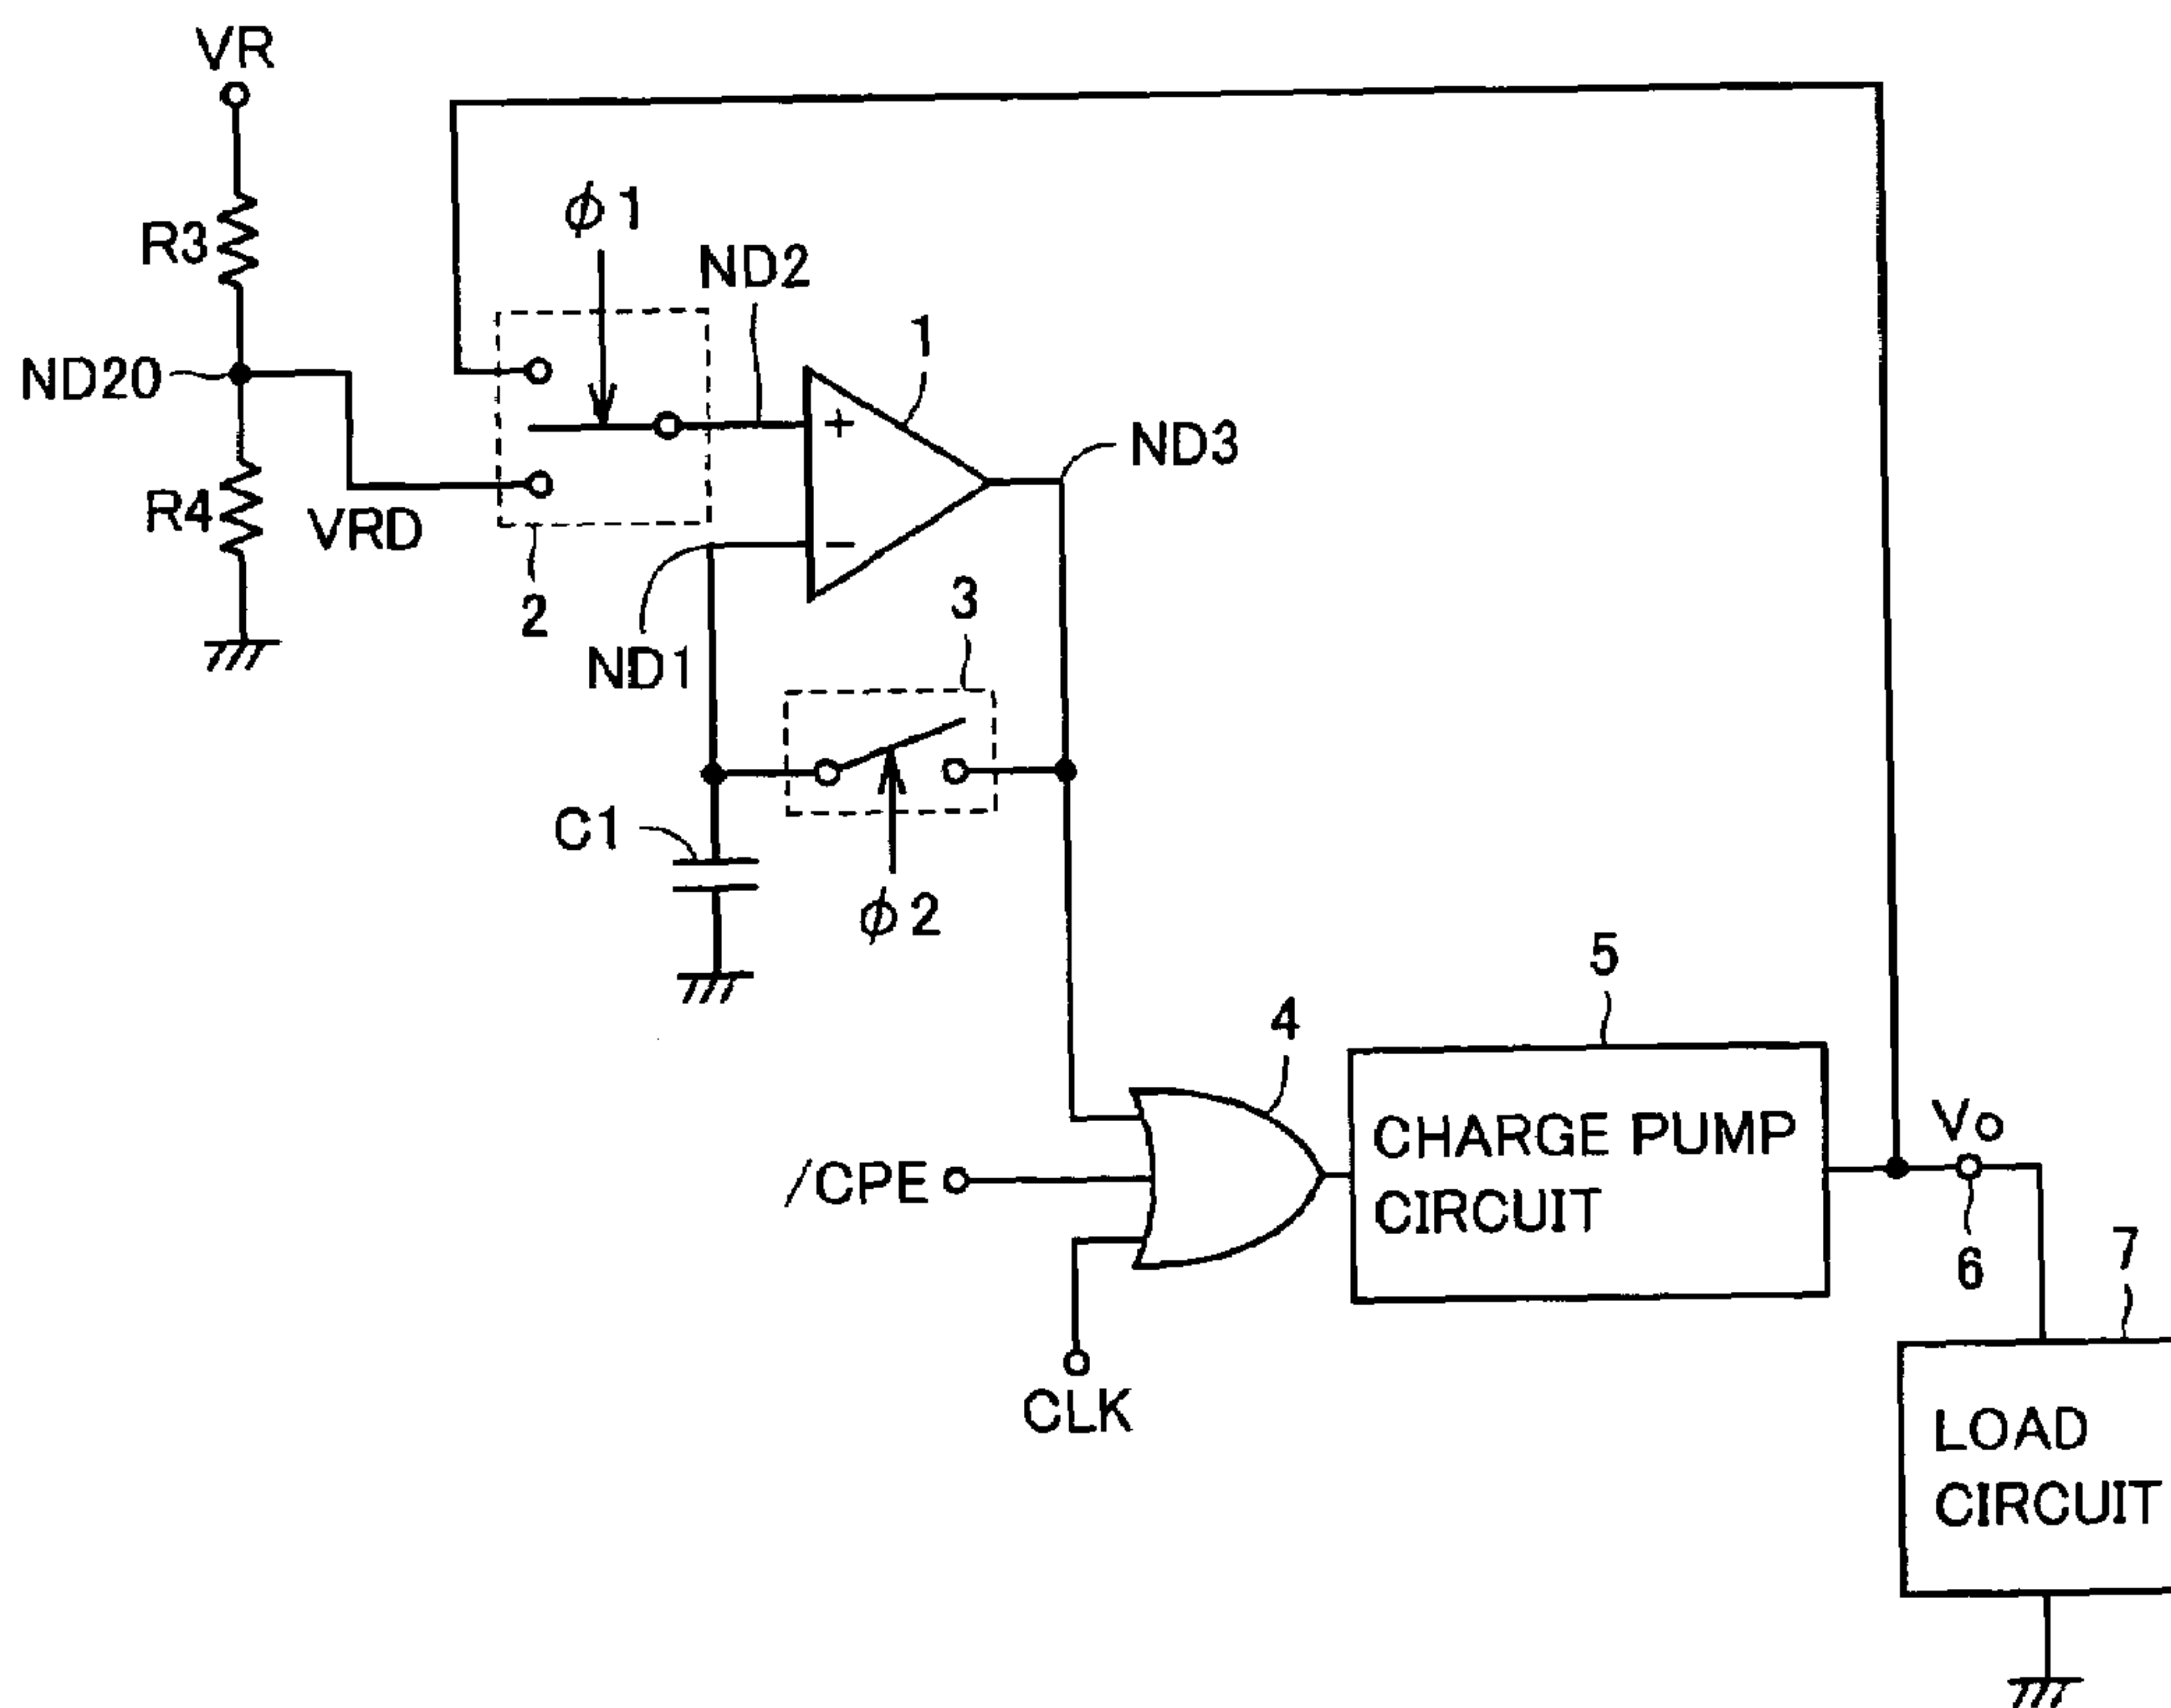 VR
R3
ND20
R4
VRD
φ1
ND2
1
+
−
ND3
2
ND1
3
C1
φ2
4
5
/CPE
CLK
CHARGE PUMP
CIRCUIT
Vo
6
7
LOAD
CIRCUIT